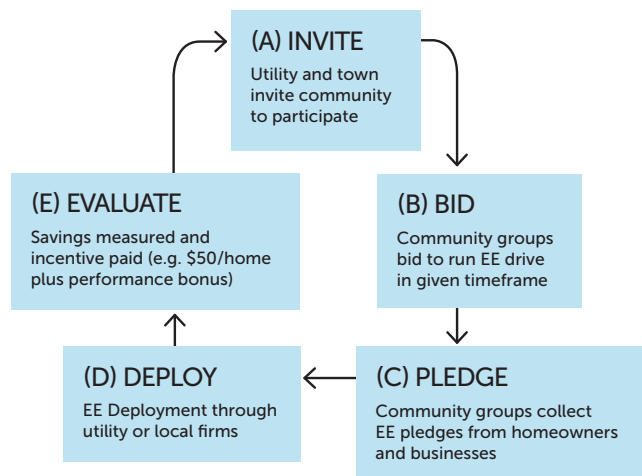 (A) INVITE
Utility and town
invite community
to participate
(B) BID
Community groups
bid to run EE drive
in given timeframe
(C) PLEDGE
Community groups collect
EE pledges from homeowners
and businesses
(D) DEPLOY
EE Deployment through
utility or local firms
(E) EVALUATE
Savings measured and
incentive paid (e.g. $50/home
plus performance bonus)